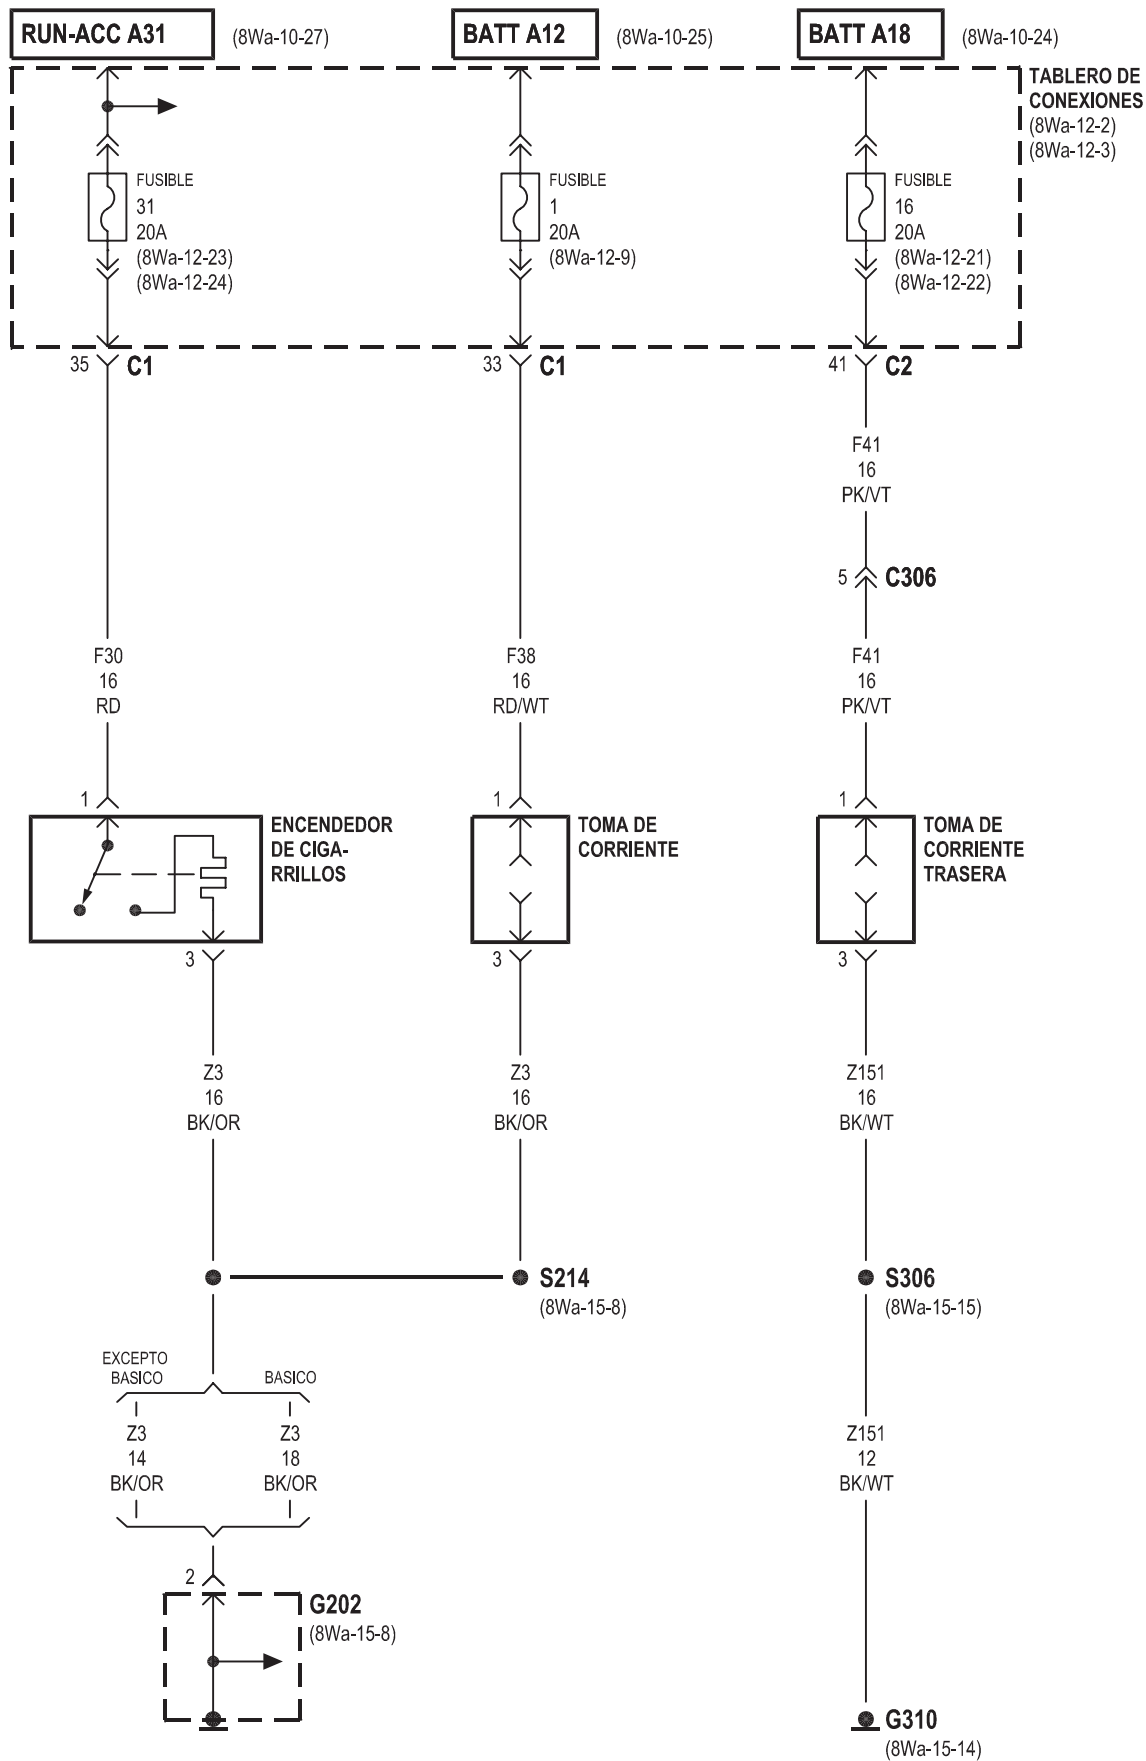 RUN-ACC A31 (8Wa-10-27)
BATT A12 (8Wa-10-25)
BATT A18 (8Wa-10-24)
TABLERO DE
CONEXIONES
(8Wa-12-2)
(8Wa-12-3)
FUSIBLE
31
20A
(8Wa-12-23)
(8Wa-12-24)
FUSIBLE
1
20A
(8Wa-12-9)
FUSIBLE
16
20A
(8Wa-12-21)
(8Wa-12-22)
35 C1
33 C1
41 C2
F41
16
PK/VT
5 C306
F30
16
RD
F38
16
RD/WT
F41
16
PK/VT
1
1
1
ENCENDEDOR
DE CIGA-
RRILLOS
TOMA DE
CORRIENTE
TOMA DE
CORRIENTE
TRASERA
3
3
3
Z3
16
BK/OR
Z3
16
BK/OR
Z151
16
BK/WT
S214
(8Wa-15-8)
S306
(8Wa-15-15)
EXCEPTO
BASICO
BASICO
Z3
14
BK/OR
Z3
18
BK/OR
Z151
12
BK/WT
2
G202
(8Wa-15-8)
G310
(8Wa-15-14)